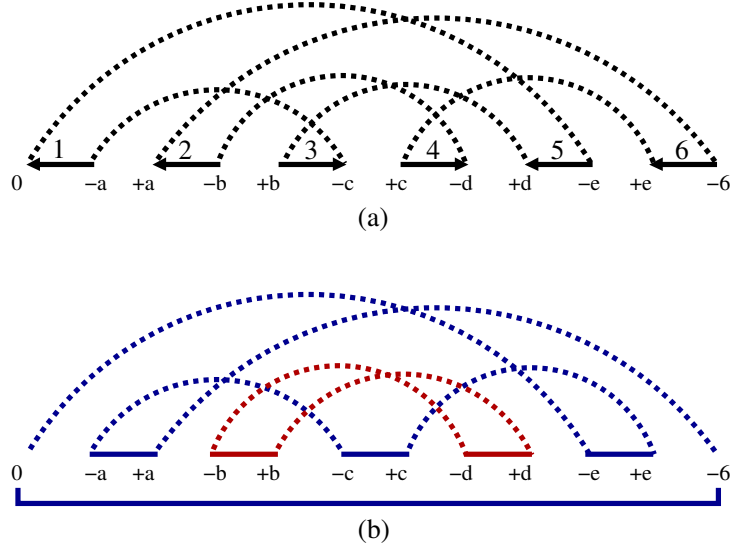 1 2 3 4 5 6
0 −a +a −b +b −c +c −d +d −e +e −6
(a)
0 −a +a −b +b −c +c −d +d −e +e −6
(b)